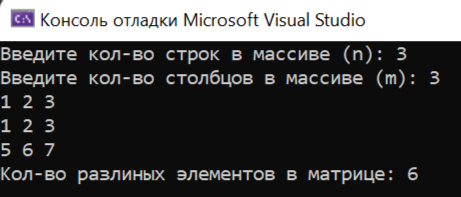 Консоль отладки Microsoft Visual Studio
Введите кол-во строк в массиве (n): 3
Введите кол-во столбцов в массиве (m): 3
1 2 3
1 2 3
5 6 7
Кол-во разлиных элементов в матрице: 6